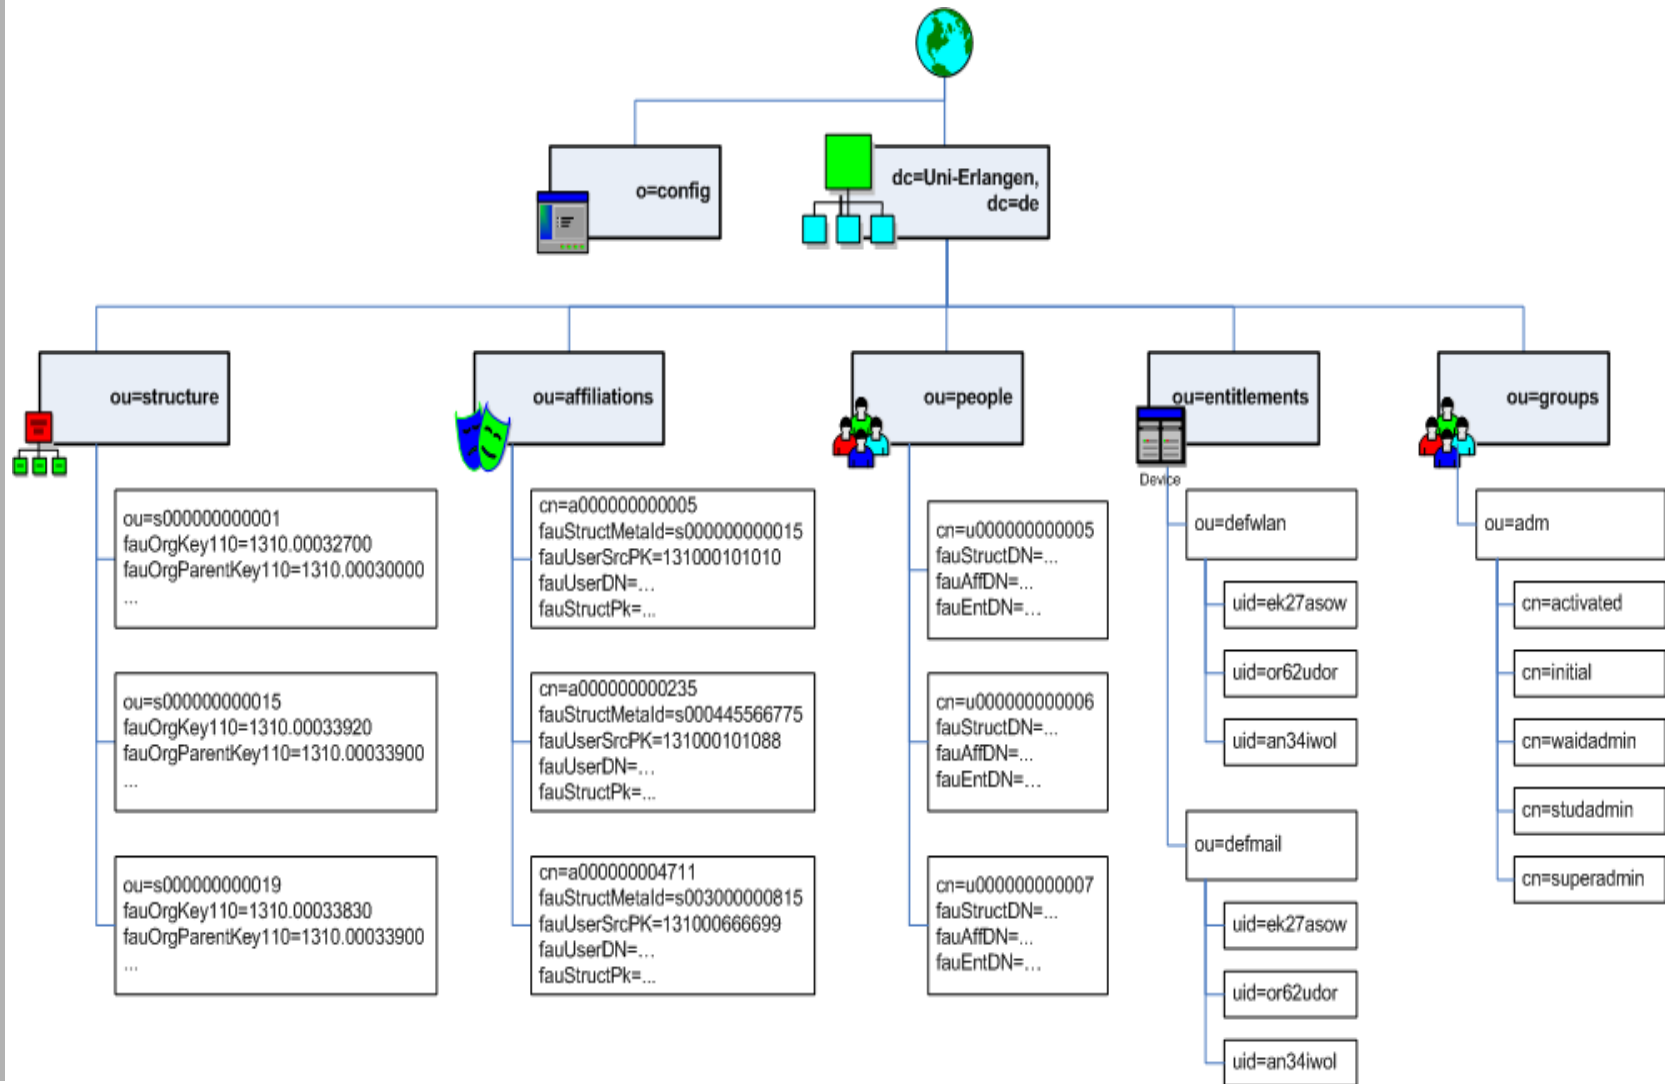 o=config
dc=Uni-Erlangen,
dc=de
ou=structure
ou=s000000000001
fauOrgKey110=1310.00032700
fauOrgParentKey110=1310.00030000
...
ou=s000000000015
fauOrgKey110=1310.00033920
fauOrgParentKey110=1310.00033900
...
ou=s000000000019
fauOrgKey110=1310.00033830
fauOrgParentKey110=1310.00033900
...
ou=affiliations
cn=a000000000005
fauStructMetaId=s000000000015
fauUserSrcPK=131000101010
fauUserDN=...
fauStructPk=...
cn=a000000000235
fauStructMetaId=s000445566775
fauUserSrcPK=131000101088
fauUserDN=...
fauStructPk=...
cn=a000000004711
fauStructMetaId=s003000000815
fauUserSrcPK=131000666699
fauUserDN=...
fauStructPk=...
ou=people
cn=u000000000005
fauStructDN=...
fauAffDN=...
fauEntDN=...
cn=u000000000006
fauStructDN=...
fauAffDN=...
fauEntDN=...
cn=u000000000007
fauStructDN=...
fauAffDN=...
fauEntDN=...
ou=entitlements
Device
ou=defwlan
uid=ek27asow
uid=or62udor
uid=an34iwol
ou=defmail
uid=ek27asow
uid=or62udor
uid=an34iwol
ou=groups
ou=adm
cn=activated
cn=initial
cn=waidadmin
cn=studadmin
cn=superadmin